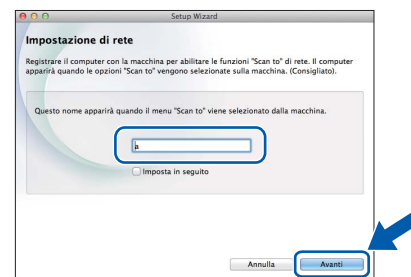 Setup Wizard
Impostazione di rete
Registrare il computer con la macchina per abilitare le funzioni "Scan to" di rete. Il computer
apparirà quando le opzioni "Scan to" vengono selezionate sulla macchina. (Consigliato).
Questo nome apparirà quando il menu "Scan to" viene selezionato dalla macchina.
a
Imposta in seguito
Annulla Avanti